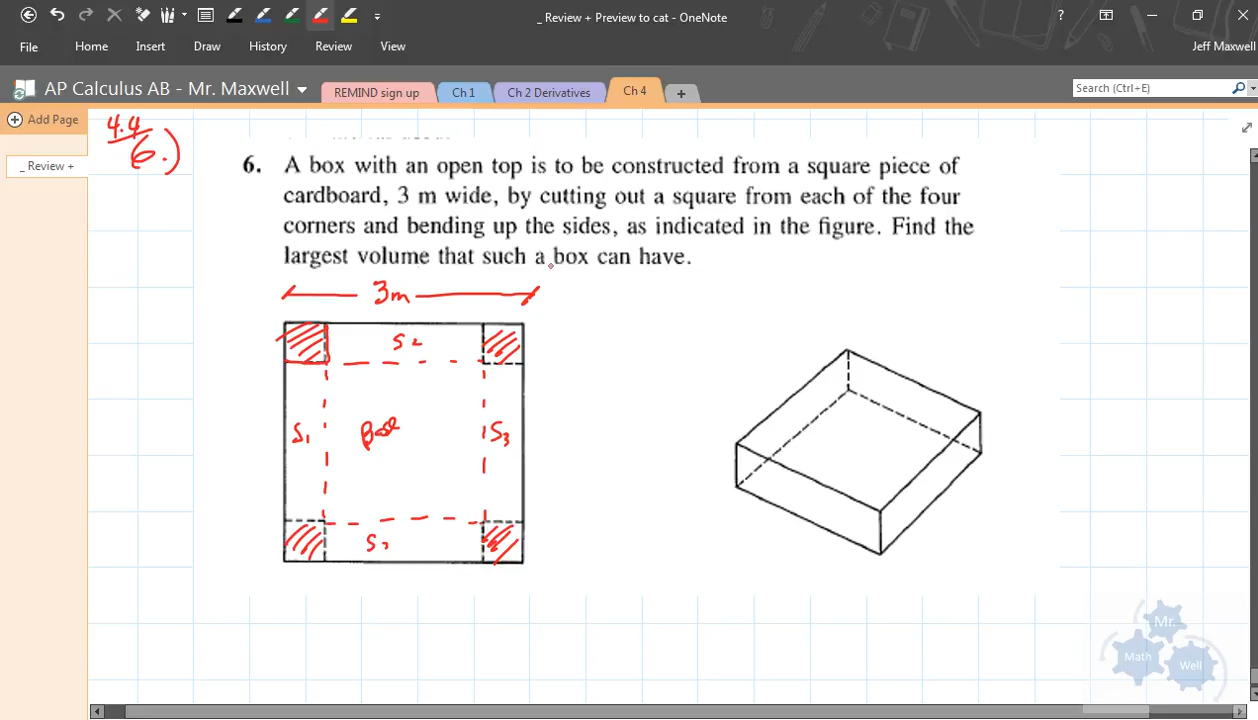 _ Review + Preview to cat - OneNote
?
File
Home
Insert
Draw
History
Review
View
Jeff Maxwell
AP Calculus AB - Mr. Maxwell
REMIND sign up
Ch 1
Ch 2 Derivatives
Ch 4
+
Search (Ctrl+E)
Add Page
_ Review +
4.4
6.)
6. A box with an open top is to be constructed from a square piece of
cardboard, 3 m wide, by cutting out a square from each of the four
corners and bending up the sides, as indicated in the figure. Find the
largest volume that such a box can have.
3m
S2
S1
S3
Mr.
Math
Well